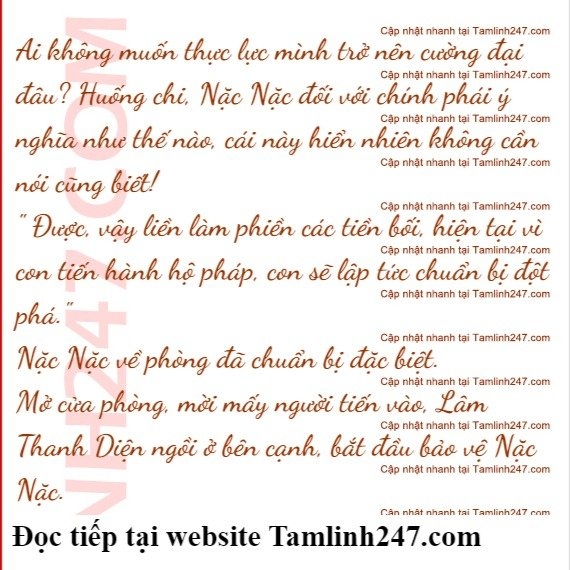 Cập nhật nhanh tại Tamlinh247.com
Ai không muốn thực lực mình trở nên cường đại
Cập nhật nhanh tại Tamlinh247.com
đâu? Huống chi, Nặc Nặc đối với chính phái ý
Cập nhật nhanh tại Tamlinh247.com
nghĩa như thế nào, cái này hiển nhiên không cần
Cập nhật nhanh tại Tamlinh247.com
nói cũng biết!
Cập nhật nhanh tại Tamlinh247.com
" Được, vậy liền làm phiền các tiền bối, hiện tại vì
Cập nhật nhanh tại Tamlinh247.com
con tiến hành hộ pháp, con sẽ lập tức chuẩn bị đột
Cập nhật nhanh tại Tamlinh247.com
phá."
Cập nhật nhanh tại Tamlinh247.com
Nặc Nặc về phòng đã chuẩn bị đặc biệt.
Cập nhật nhanh tại Tamlinh247.com
Mở cửa phòng, mời mấy người tiến vào, Lâm
Cập nhật nhanh tại Tamlinh247.com
Thanh Diện ngồi ở bên cạnh, bắt đầu bảo vệ Nặc
Cập nhật nhanh tại Tamlinh247.com
Nặc.
Cập nhật nhanh tại Tamlinh247.com
NH247 COM
Đọc tiếp tại website Tamlinh247.com